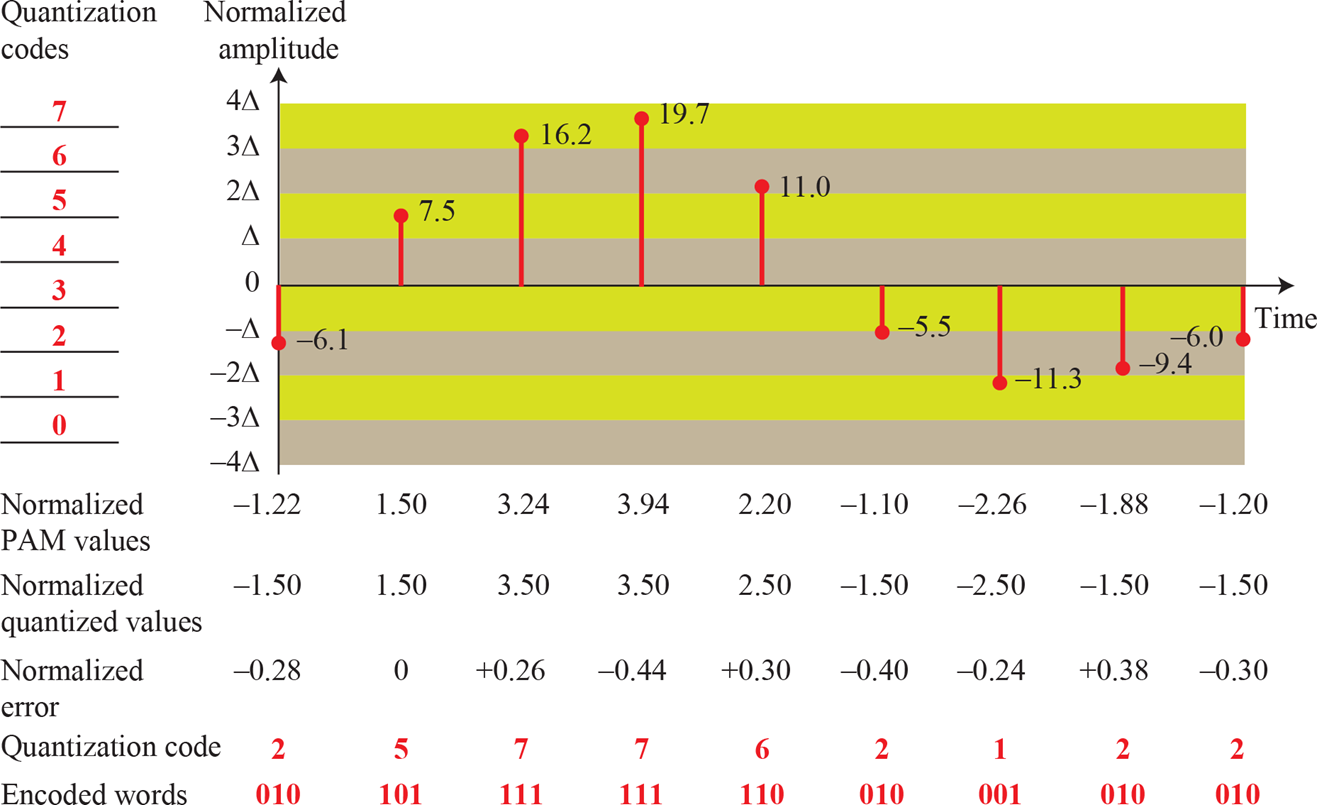 Quantization codes
Normalized amplitude
7
6
5
4
3
2
1
0
4Δ
3Δ
2Δ
Δ
0
–Δ
–2Δ
–3Δ
–4Δ
–6.1
7.5
16.2
19.7
11.0
–5.5
–11.3
–9.4
–6.0
Time
Normalized PAM values –1.22 1.50 3.24 3.94 2.20 –1.10 –2.26 –1.88 –1.20
Normalized quantized values –1.50 1.50 3.50 3.50 2.50 –1.50 –2.50 –1.50 –1.50
Normalized error –0.28 0 +0.26 –0.44 +0.30 –0.40 –0.24 +0.38 –0.30
Quantization code 2 5 7 7 6 2 1 2 2
Encoded words 010 101 111 111 110 010 001 010 010